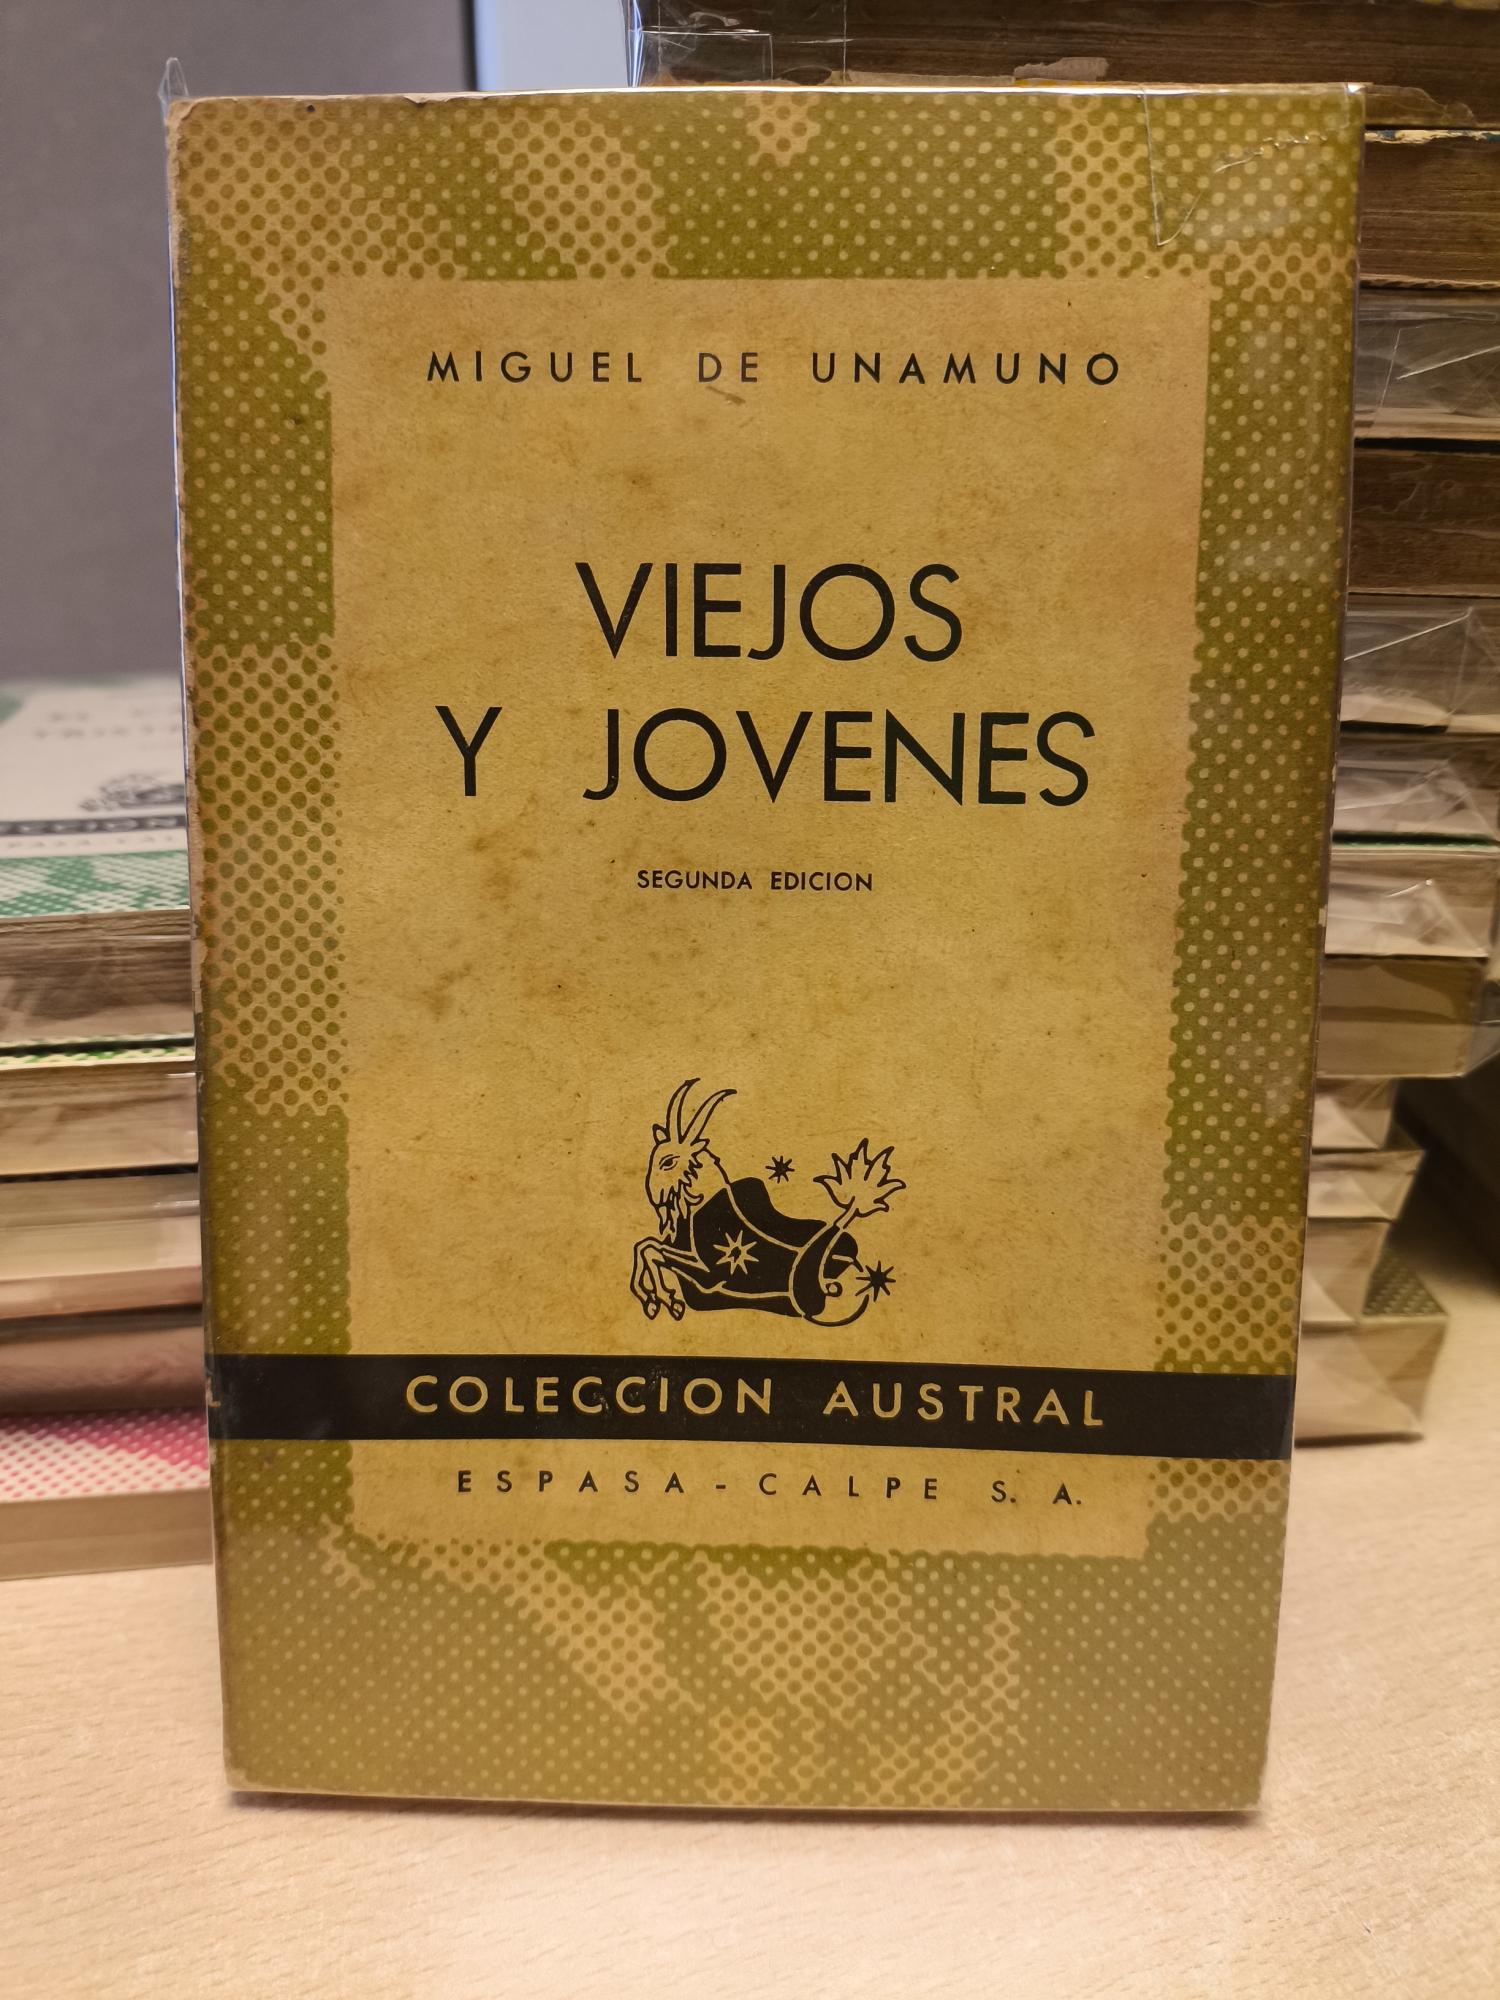 MIGUEL DE UNAMUNO
VIEJOS
Y JOVENES
SEGUNDA EDICION
COLECCION AUSTRAL
ESPASA-CALPE S. A.